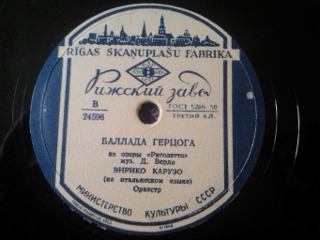 RĪGAS SKAŅUPLAŠU FABRIKA
Рижский завод
В
24596
ГОСТ 5289-50
ТРЕТИЙ КЛ.
БАЛЛАДА ГЕРЦОГА
из оперы «Риголетто»
муз. Д. Верди
ЭНРИКО КАРУЗО
(на итальянском языке)
Оркестр
МИНИСТЕРСТВО КУЛЬТУРЫ СССР